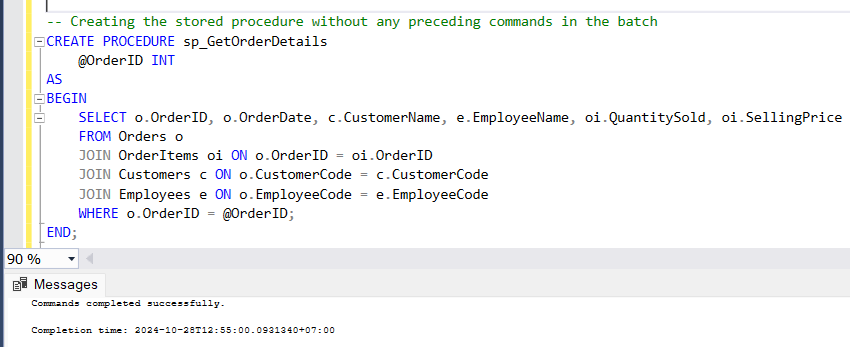 -- Creating the stored procedure without any preceding commands in the batch
CREATE PROCEDURE sp_GetOrderDetails
    @OrderID INT
AS
BEGIN
    SELECT o.OrderID, o.OrderDate, c.CustomerName, e.EmployeeName, oi.QuantitySold, oi.SellingPrice
    FROM Orders o
    JOIN OrderItems oi ON o.OrderID = oi.OrderID
    JOIN Customers c ON o.CustomerCode = c.CustomerCode
    JOIN Employees e ON o.EmployeeCode = e.EmployeeCode
    WHERE o.OrderID = @OrderID;
END;
90 %
Messages
Commands completed successfully.
Completion time: 2024-10-28T12:55:00.0931340+07:00